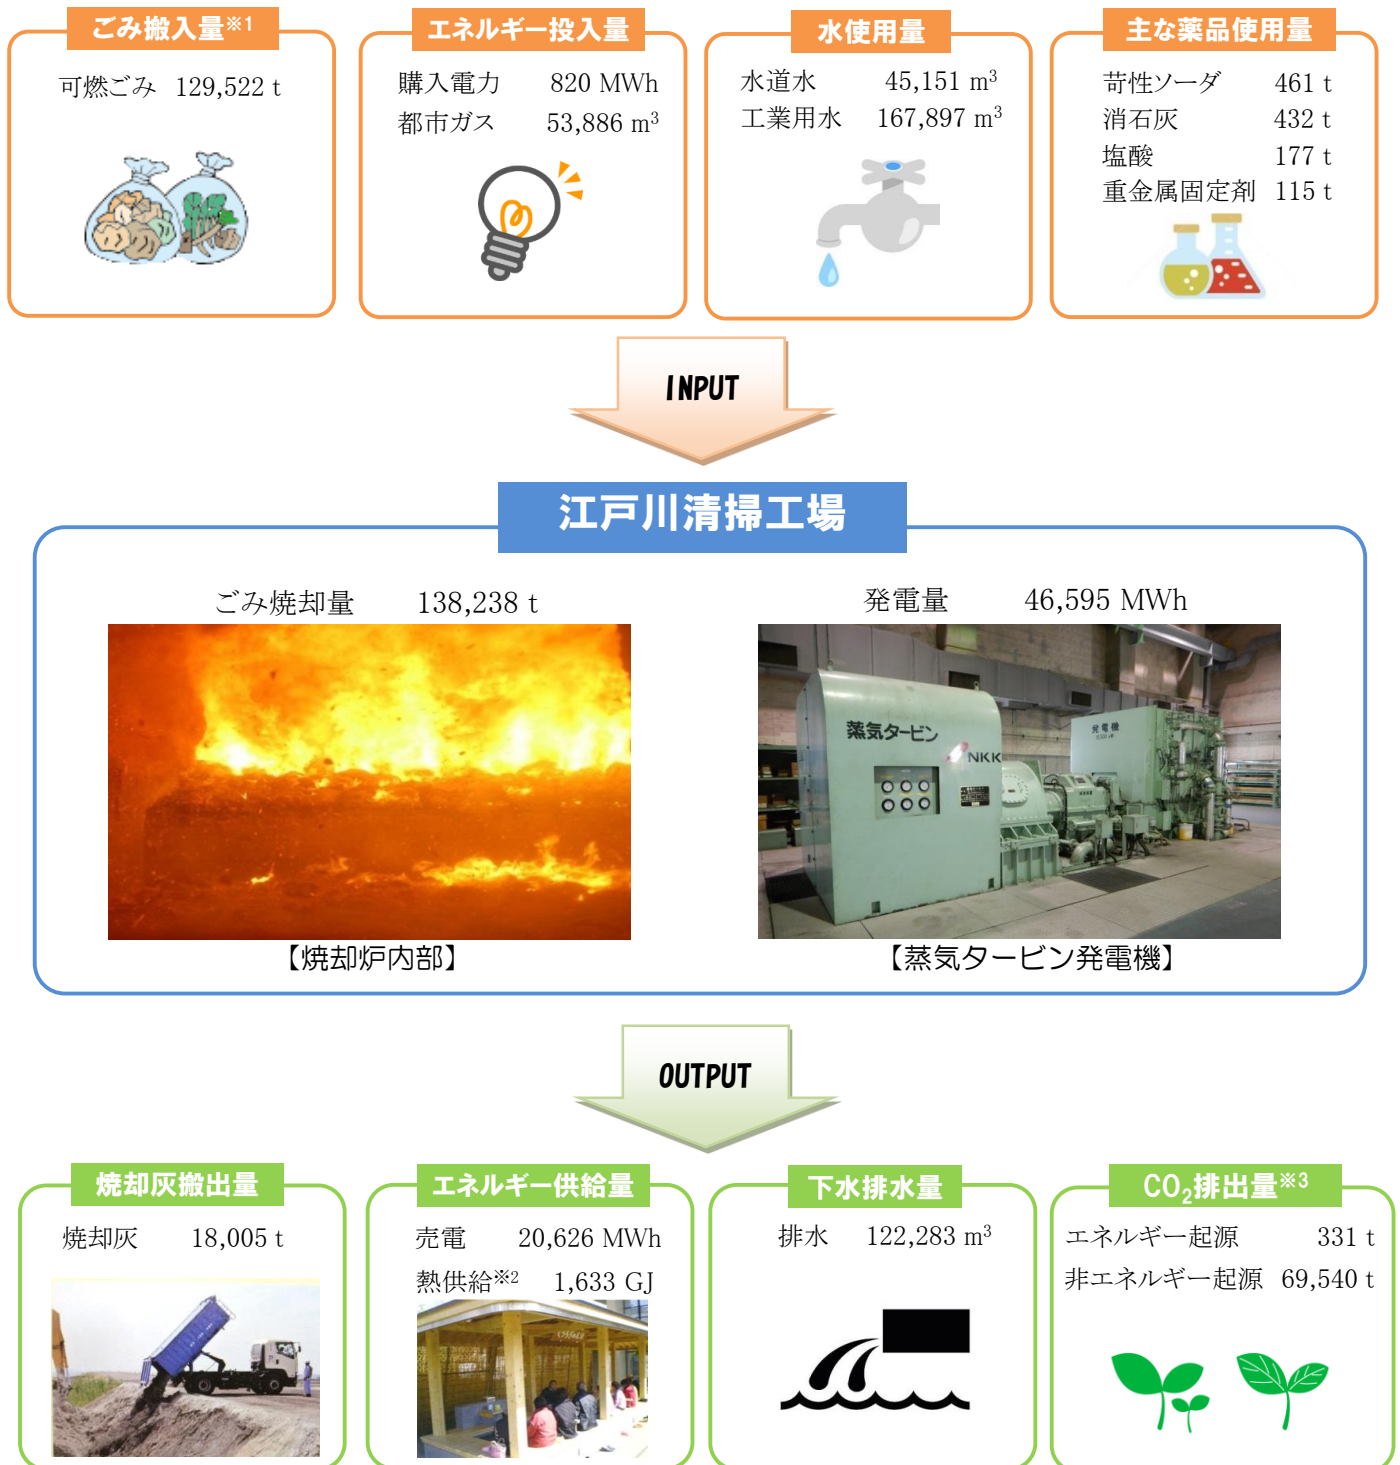 ごみ搬入量※1
可燃ごみ 129,522 t
エネルギー投入量
購入電力 820 MWh
都市ガス 53,886 m³
水使用量
水道水 45,151 m³
工業用水 167,897 m³
主な薬品使用量
苛性ソーダ 461 t
消石灰 432 t
塩酸 177 t
重金属固定剤 115 t
INPUT
江戸川清掃工場
ごみ焼却量 138,238 t
発電量 46,595 MWh
蒸気タービン
NKK
発電機
【焼却炉内部】
【蒸気タービン発電機】
OUTPUT
焼却灰搬出量
焼却灰 18,005 t
エネルギー供給量
売電 20,626 MWh
熱供給※2 1,633 GJ
下水排水量
排水 122,283 m³
CO₂排出量※3
エネルギー起源 331 t
非エネルギー起源 69,540 t